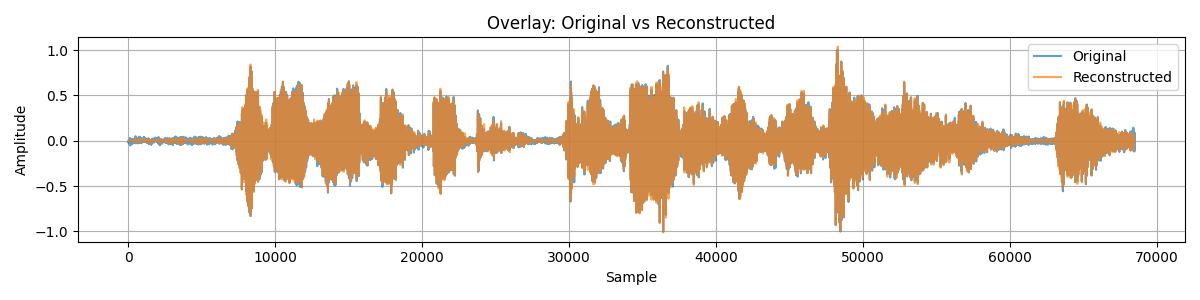 Overlay: Original vs Reconstructed
Original
Reconstructed
Amplitude
1.0
0.5
0.0
−0.5
−1.0
0 10000 20000 30000 40000 50000 60000 70000
Sample